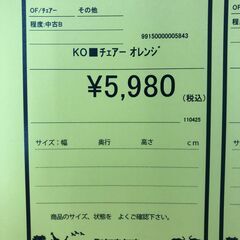 OF/ﾁｪｱｰ その他
程度:中古B
99150000005843
KO■チェアー オレンジ
¥5,980
(税込)
110425
サイズ:幅 奥行 高さ cm
商品のサイズ、状態を よくご確認下さい。